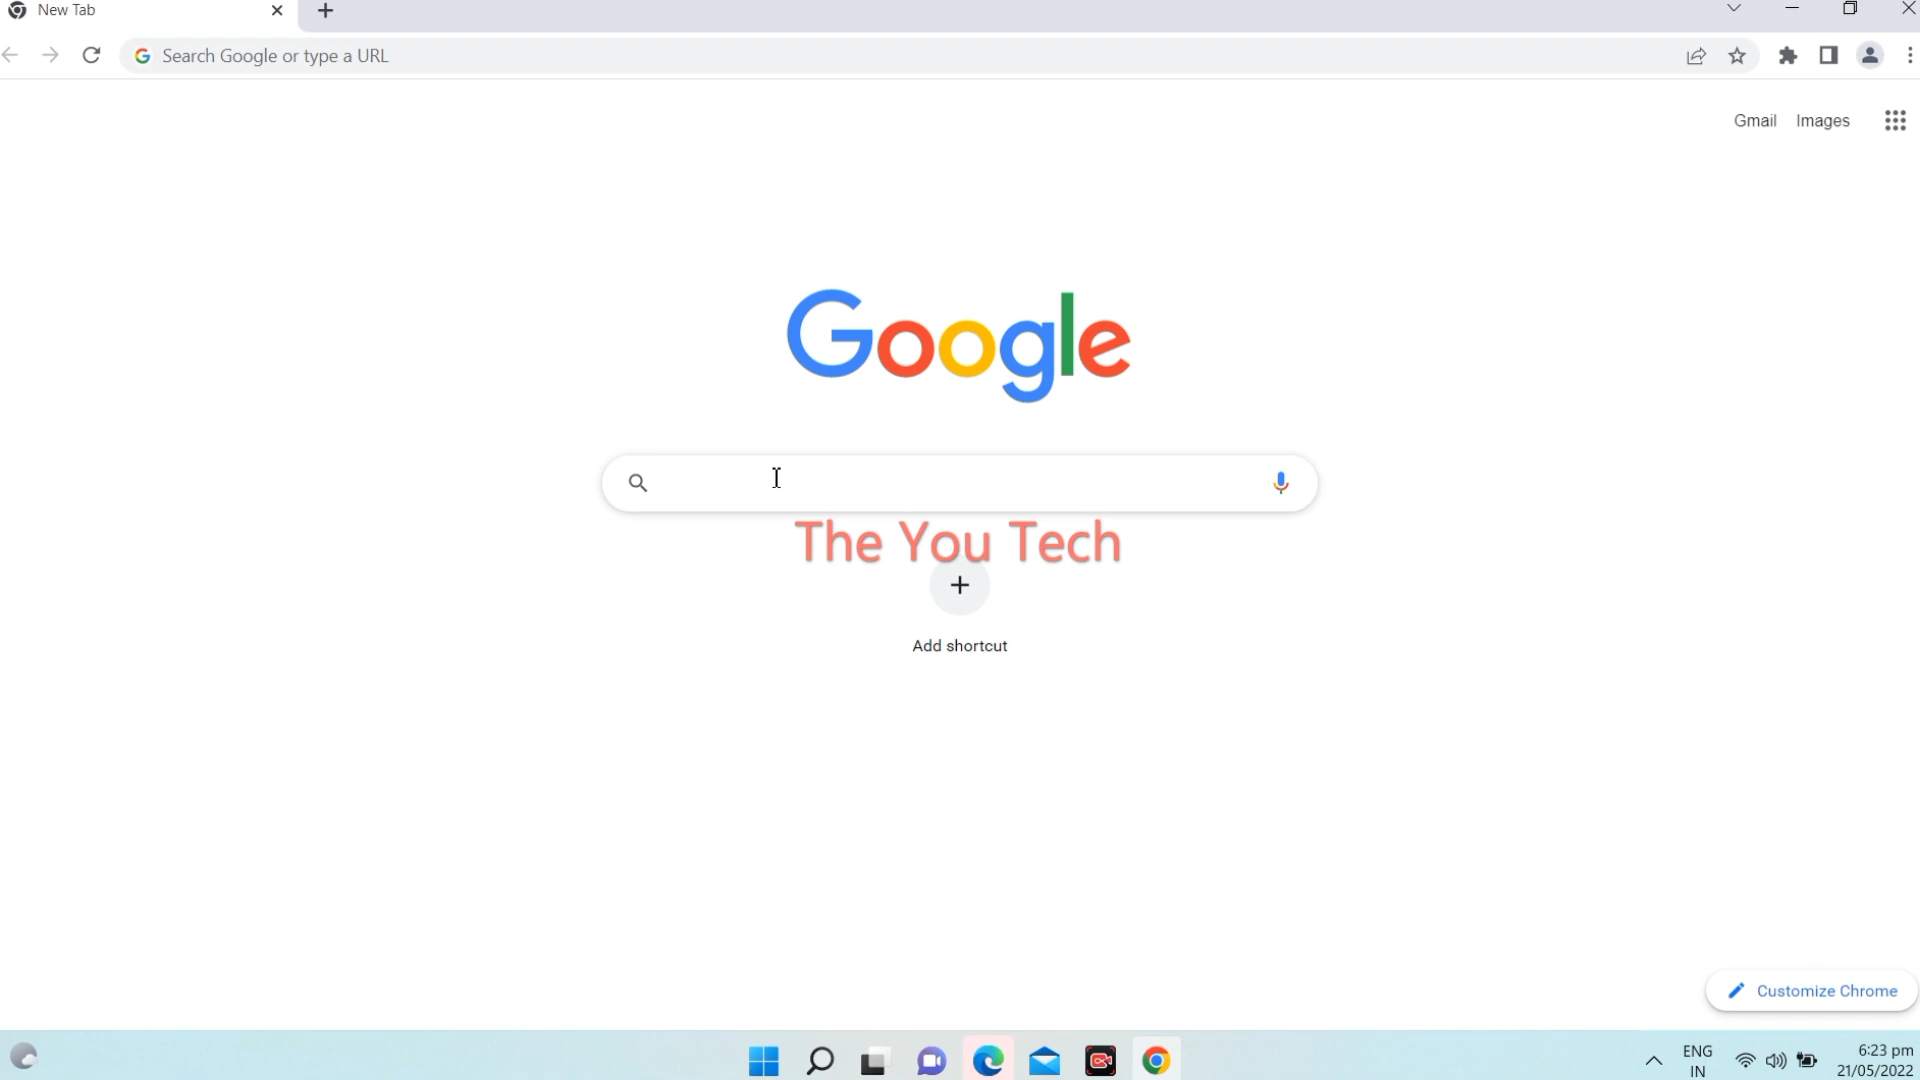 New Tab
Search Google or type a URL
Gmail Images
Google
The You Tech
Add shortcut
Customize Chrome
ENG
IN
6:23 pm
21/05/2022